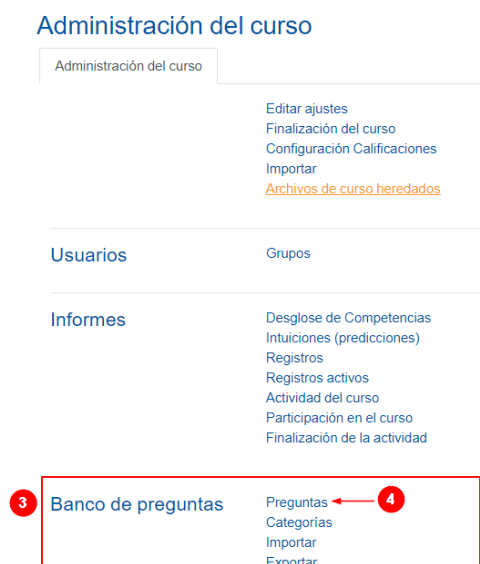 Administración del curso
Administración del curso
Editar ajustes
Finalización del curso
Configuración Calificaciones
Importar
Archivos de curso heredados
Usuarios
Grupos
Informes
Desglose de Competencias
Intuiciones (predicciones)
Registros
Registros activos
Actividad del curso
Participación en el curso
Finalización de la actividad
3
Banco de preguntas
Preguntas
4
Categorías
Importar
Exportar